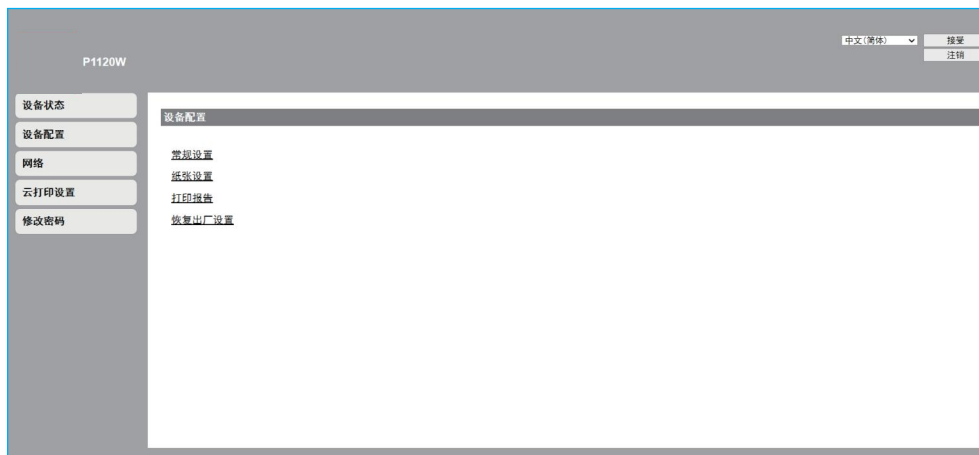 P1120W
中文(简体)
接受
注销
设备状态
设备配置
网络
云打印设置
修改密码
设备配置
常规设置
纸张设置
打印报告
恢复出厂设置